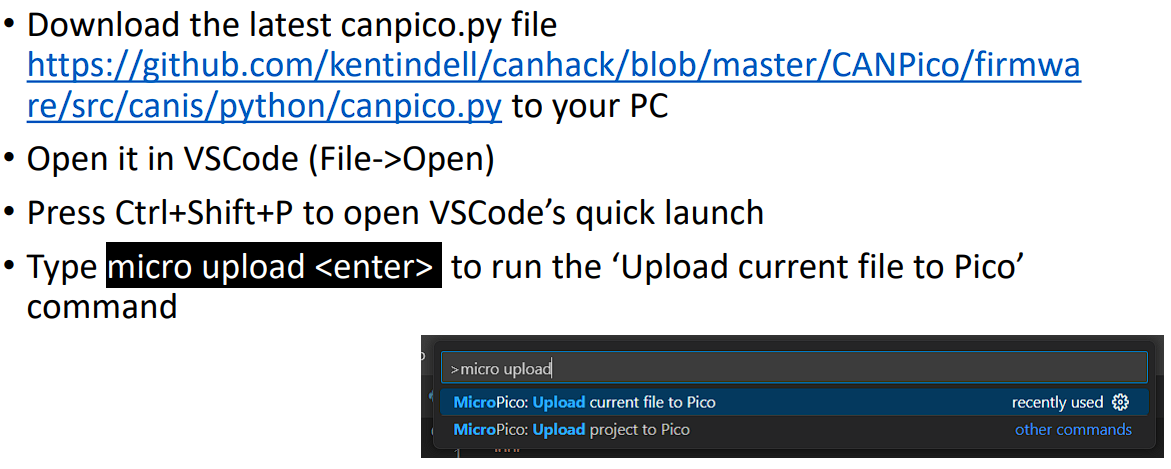 • Download the latest canpico.py file
https://github.com/kentindell/canhack/blob/master/CANPico/firmwa
re/src/canis/python/canpico.py to your PC
• Open it in VSCode (File->Open)
• Press Ctrl+Shift+P to open VSCode’s quick launch
• Type micro upload <enter> to run the ‘Upload current file to Pico’
command
>micro upload
MicroPico: Upload current file to Pico recently used
MicroPico: Upload project to Pico other commands
1